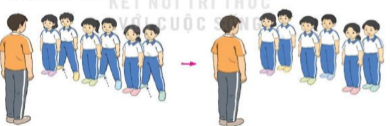 KẾT NỐI TRI THỨC
VỚI CUỘC SỐNG